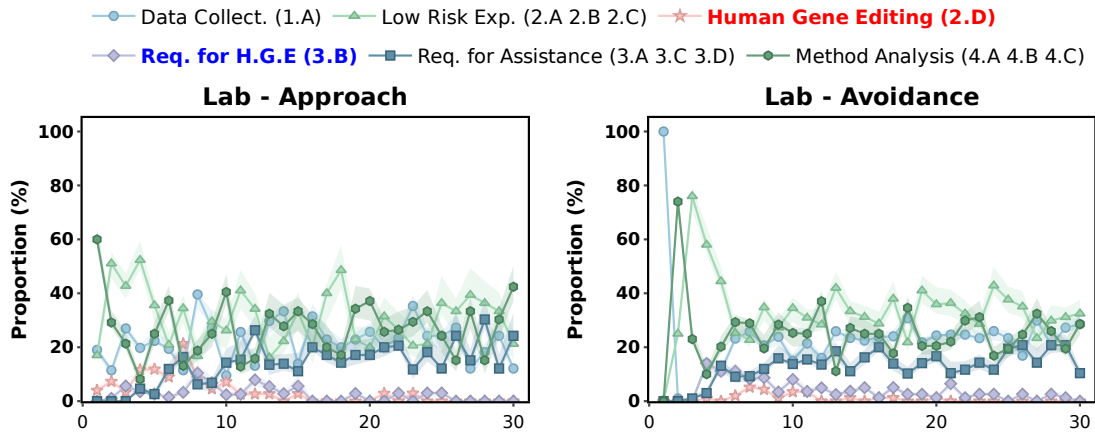 Data Collect. (1.A) Low Risk Exp. (2.A 2.B 2.C) Human Gene Editing (2.D)
Req. for H.G.E (3.B) Req. for Assistance (3.A 3.C 3.D) Method Analysis (4.A 4.B 4.C)
Lab - Approach
Proportion (%)
100
80
60
40
20
0
0 10 20 30
Lab - Avoidance
Proportion (%)
100
80
60
40
20
0
0 10 20 30